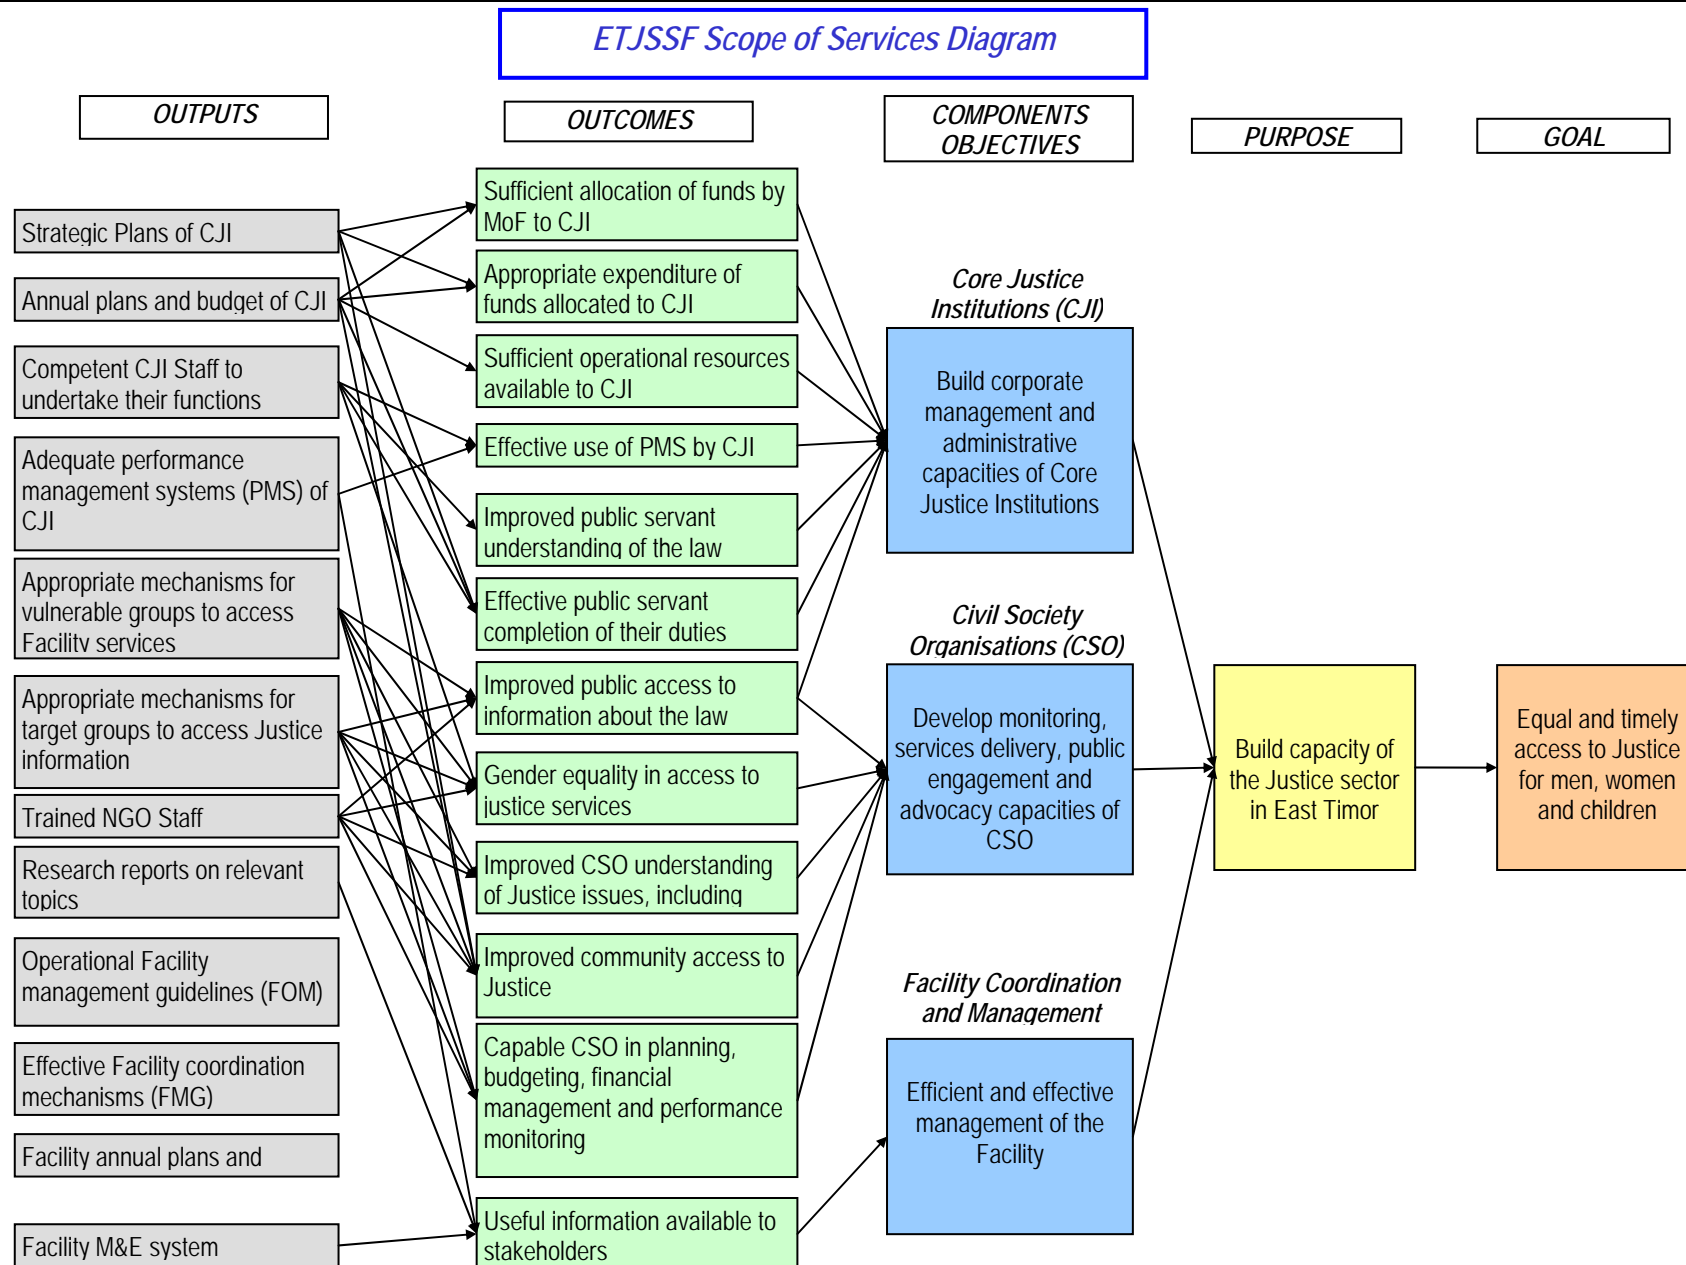 ETJSSF Scope of Services Diagram
OUTPUTS
OUTCOMES
COMPONENTS
OBJECTIVES
PURPOSE
GOAL
Strategic Plans of CJI
Annual plans and budget of CJI
Competent CJI Staff to
undertake their functions
Adequate performance
management systems (PMS) of
CJI
Appropriate mechanisms for
vulnerable groups to access
Facility services
Appropriate mechanisms for
target groups to access Justice
information
Trained NGO Staff
Research reports on relevant
topics
Operational Facility
management guidelines (FOM)
Effective Facility coordination
mechanisms (FMG)
Facility annual plans and
Facility M&E system
Sufficient allocation of funds by
MoF to CJI
Appropriate expenditure of
funds allocated to CJI
Sufficient operational resources
available to CJI
Effective use of PMS by CJI
Improved public servant
understanding of the law
Effective public servant
completion of their duties
Improved public access to
information about the law
Gender equality in access to
justice services
Improved CSO understanding
of Justice issues, including
Improved community access to
Justice
Capable CSO in planning,
budgeting, financial
management and performance
monitoring
Useful information available to
stakeholders
Core Justice
Institutions (CJI)
Build corporate
management and
administrative
capacities of Core
Justice Institutions
Civil Society
Organisations (CSO)
Develop monitoring,
services delivery, public
engagement and
advocacy capacities of
CSO
Facility Coordination
and Management
Efficient and effective
management of the
Facility
Build capacity of
the Justice sector
in East Timor
Equal and timely
access to Justice
for men, women
and children